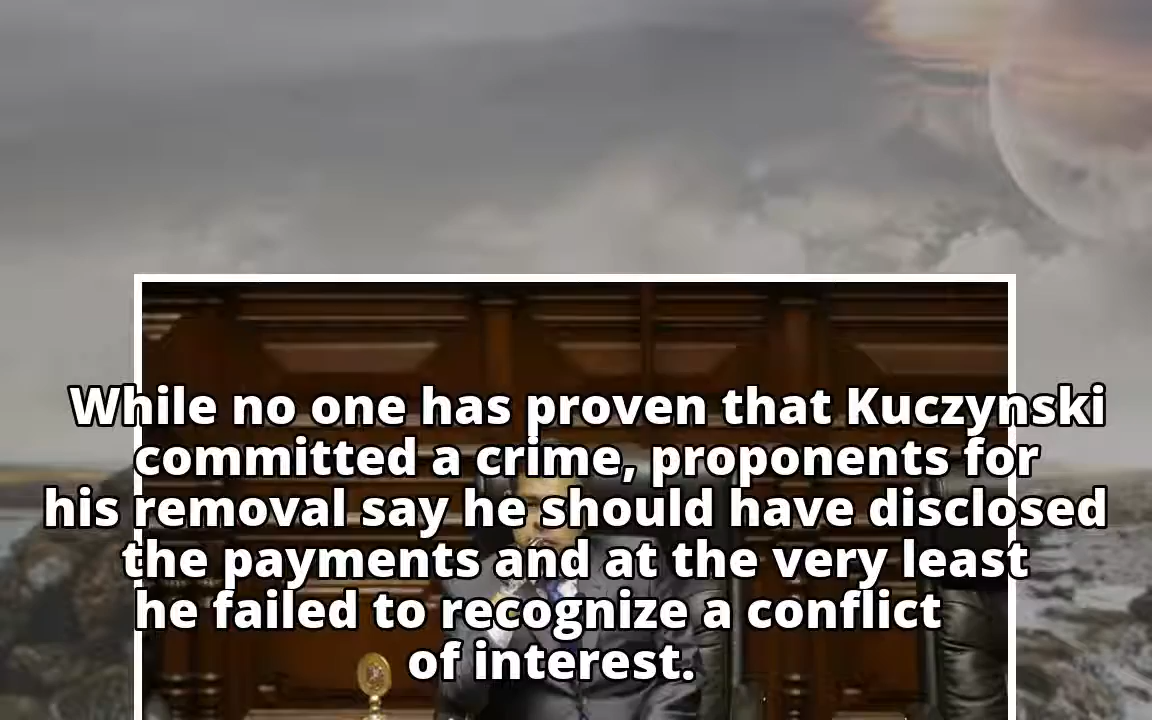 While no one has proven that Kuczynski
committed a crime, proponents for
his removal say he should have disclosed
the payments and at the very least
he failed to recognize a conflict
of interest.